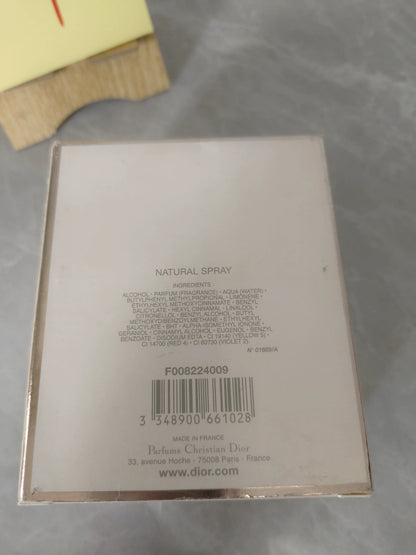 NATURAL SPRAY
INGREDIENTS :
ALCOHOL • PARFUM (FRAGRANCE) • AQUA (WATER) •
BUTYLPHENYL METHYLPROPIONAL • LIMONENE •
ETHYLHEXYL METHOXYCINNAMATE • BENZYL
SALICYLATE • HEXYL CINNAMAL • LINALOOL •
CITRONELLOL • BENZYL ALCOHOL • BUTYL
METHOXYDIBENZOYLMETHANE • ETHYLHEXYL
SALICYLATE • BHT • ALPHA-ISOMETHYL IONONE •
GERANIOL • CINNAMYL ALCOHOL • EUGENOL • BENZYL
BENZOATE • DISODIUM EDTA • CI 19140 (YELLOW 5) •
CI 14700 (RED 4) • CI 60730 (VIOLET 2).
N° 01669/A
F008224009
3 348900 661028
MADE IN FRANCE
Parfums Christian Dior
33, avenue Hoche - 75008 Paris - France
www.dior.com